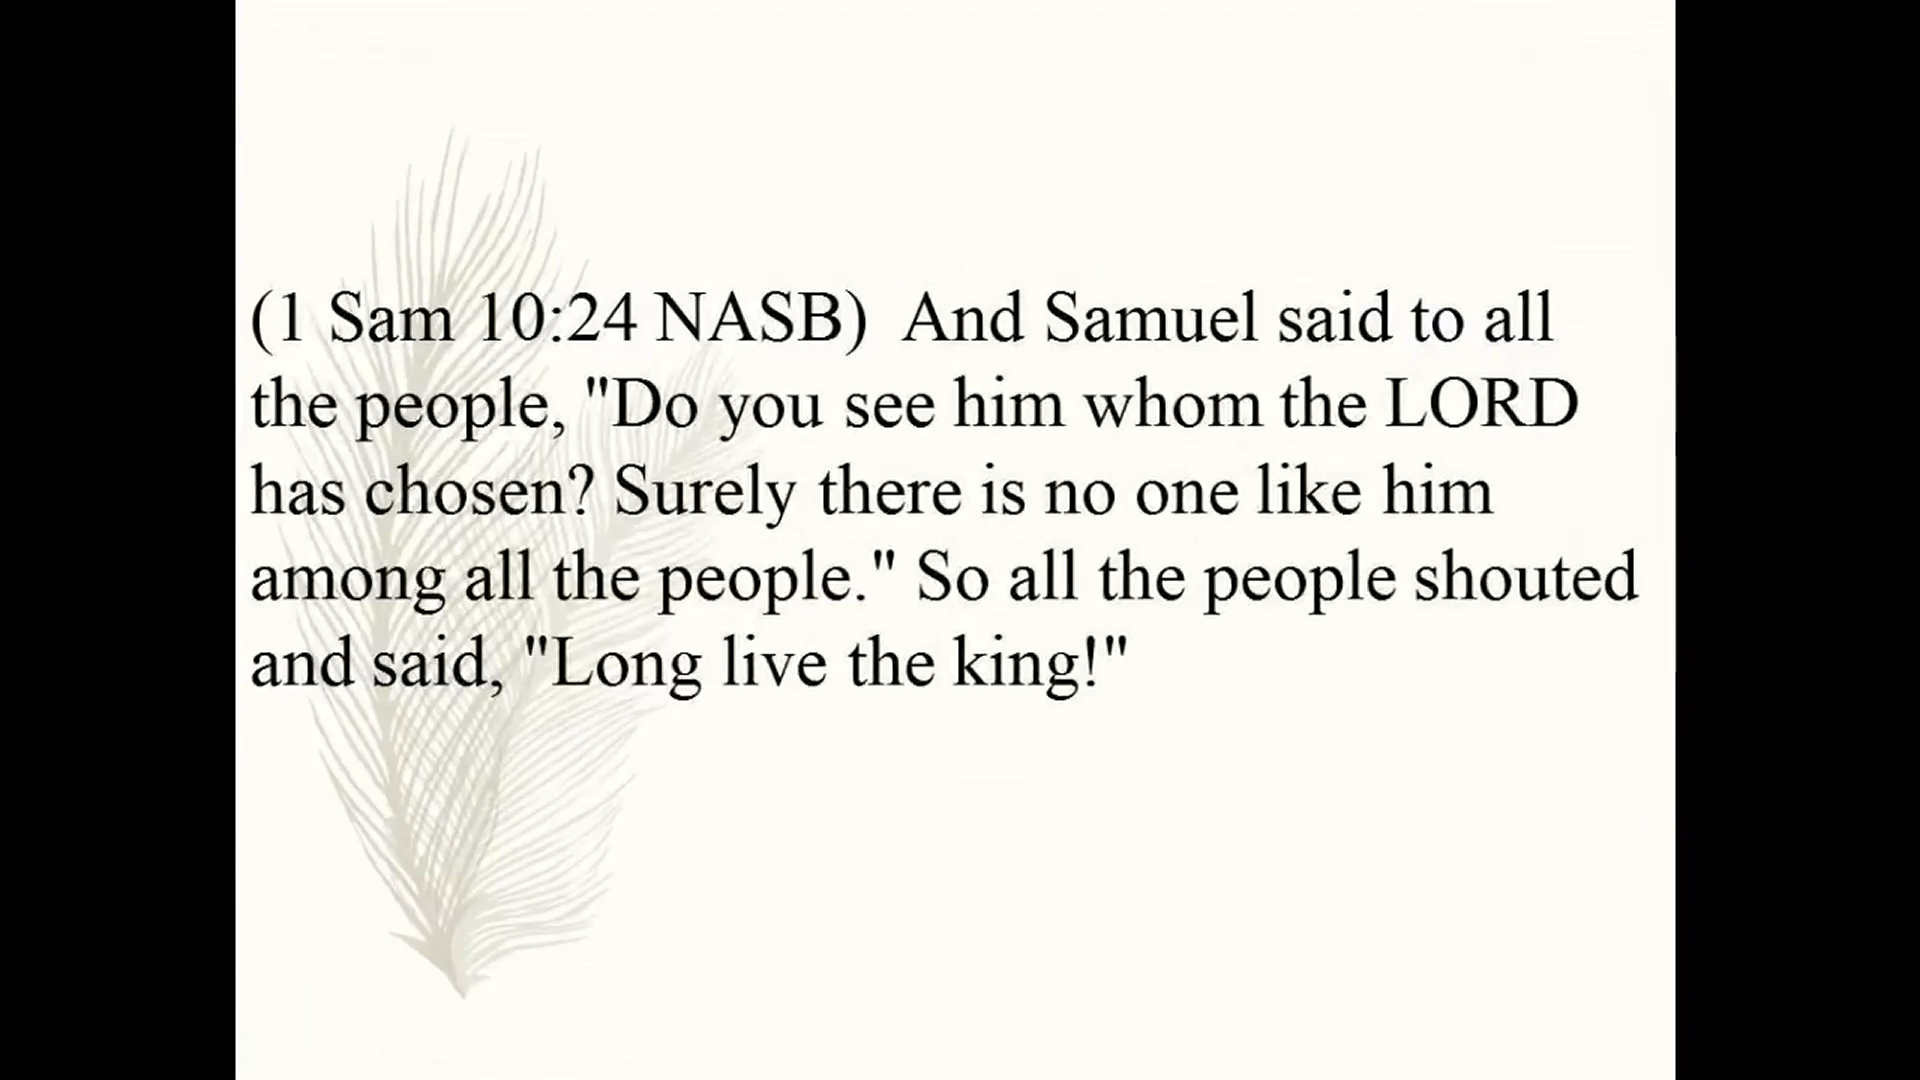 (1 Sam 10:24 NASB)  And Samuel said to all
the people, "Do you see him whom the LORD
has chosen? Surely there is no one like him
among all the people." So all the people shouted
and said, "Long live the king!"